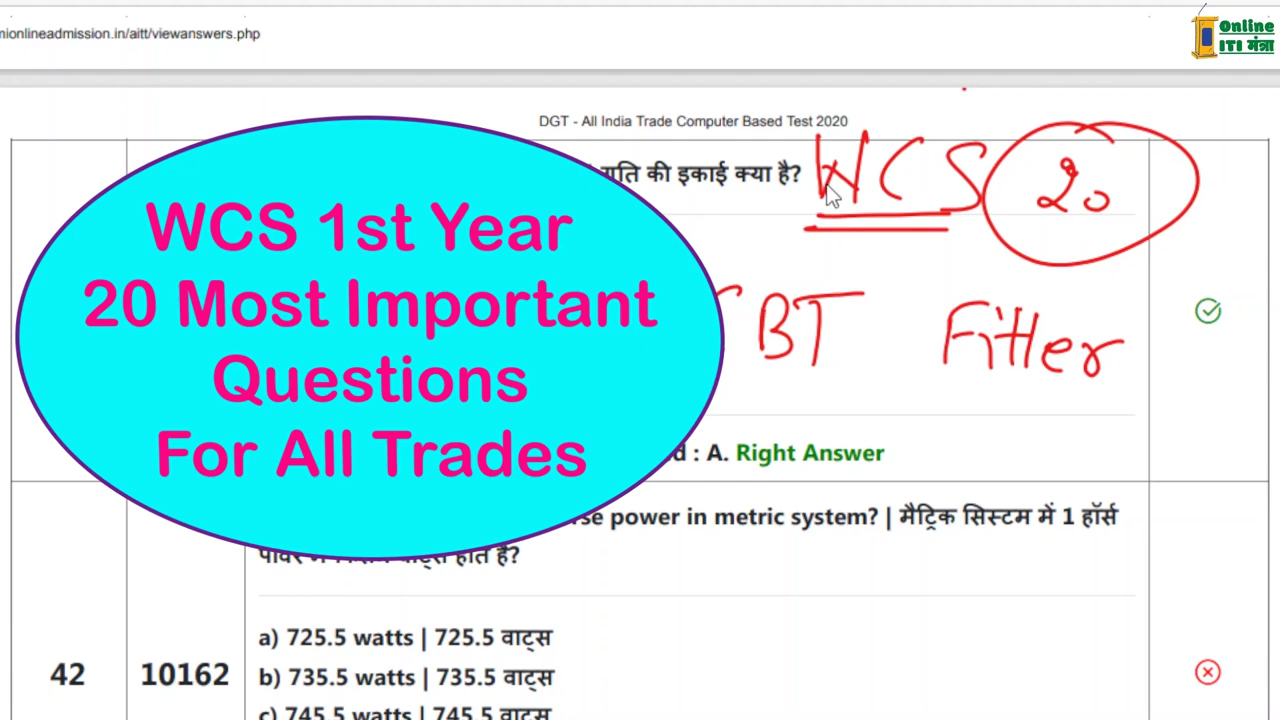 mionlineadmission.in/aitt/viewanswers.php
Online
ITI मंत्रा
DGT - All India Trade Computer Based Test 2020
गति की इकाई क्या है?
WCS 20
WCS 1st Year
20 Most Important
Questions
For All Trades
BT Fitter
: A. Right Answer
power in metric system? | मैट्रिक सिस्टम में 1 हॉर्स
होते हैं?
a) 725.5 watts | 725.5 वाट्स
42 10162
b) 735.5 watts | 735.5 वाट्स
c) 745.5 watts | 745.5 वाट्स